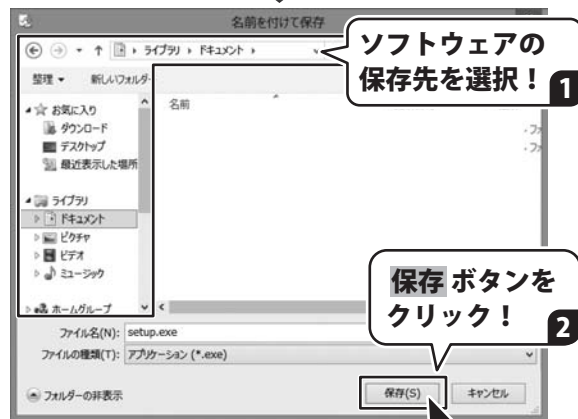 名前を付けて保存
ライブラリ ▸ ドキュメント ▸
ソフトウェアの
保存先を選択！
1
整理 ▾ 新しいフォルダー
名前
お気に入り
ダウンロード
デスクトップ
最近表示した場所
ライブラリ
ドキュメント
ピクチャ
ビデオ
ミュージック
ホームグループ
保存 ボタンを
クリック！
2
ファイル名(N): setup.exe
ファイルの種類(T): アプリケーション (*.exe)
フォルダーの非表示
保存(S)
キャンセル